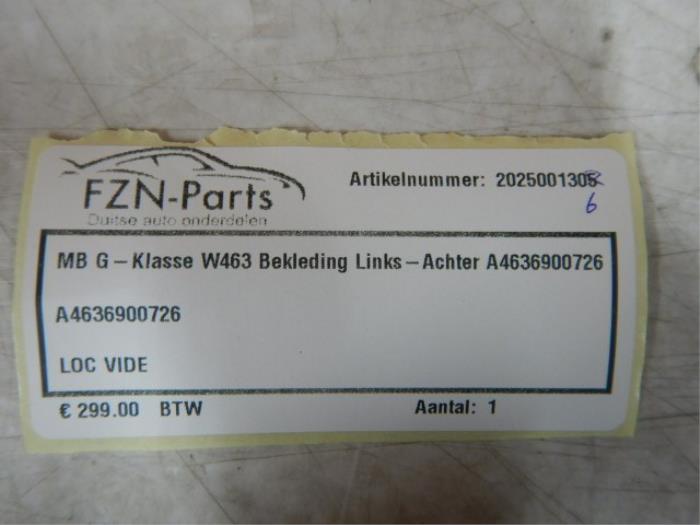 FZN-Parts
Duitse auto onderdelen
Artikelnummer: 2025001305
6
MB G-Klasse W463 Bekleding Links-Achter A4636900726
A4636900726
LOC VIDE
€ 299.00 BTW
Aantal: 1